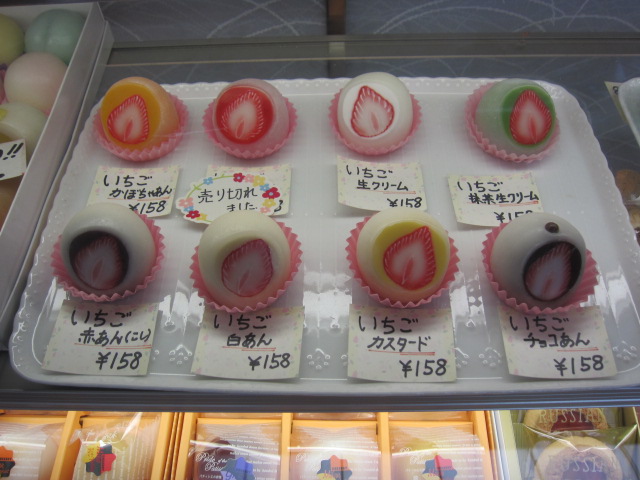 いちご
かぼちゃあん
¥158
売り切れ
ました
いちご
生クリーム
¥158
いちご
抹茶生クリーム
¥158
いちご
赤あん(こし)
¥158
いちご
白あん
¥158
いちご
カスタード
¥158
いちご
チョコあん
¥158
RUSSIAN